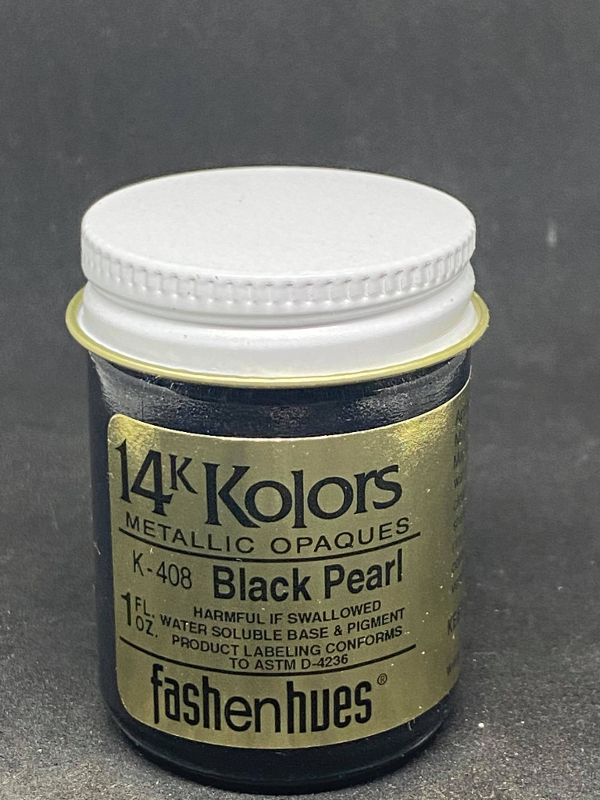 14K Kolors
METALLIC OPAQUES
K-408 Black Pearl
1 FL. OZ.
HARMFUL IF SWALLOWED
WATER SOLUBLE BASE & PIGMENT
PRODUCT LABELING CONFORMS
TO ASTM D-4236
fashenhues®